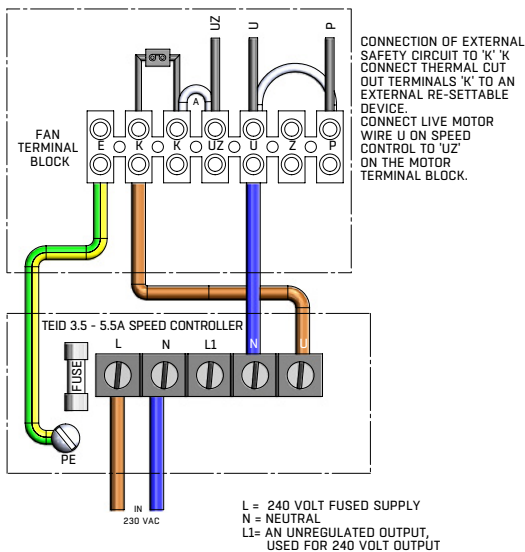 UZ
U
P
CONNECTION OF EXTERNAL
SAFETY CIRCUIT TO 'K' 'K
CONNECT THERMAL CUT
OUT TERMINALS 'K' TO AN
EXTERNAL RE-SETTABLE
DEVICE.
CONNECT LIVE MOTOR
WIRE U ON SPEED
CONTROL TO 'UZ'
ON THE MOTOR
TERMINAL BLOCK.
A
FAN
TERMINAL
BLOCK
E K K UZ U Z P
TEID 3.5 - 5.5A SPEED CONTROLLER
L N L1 N U
FUSE
PE
IN
230 VAC
L = 240 VOLT FUSED SUPPLY
N = NEUTRAL
L1= AN UNREGULATED OUTPUT,
USED FOR 240 VOLT OUTPUT